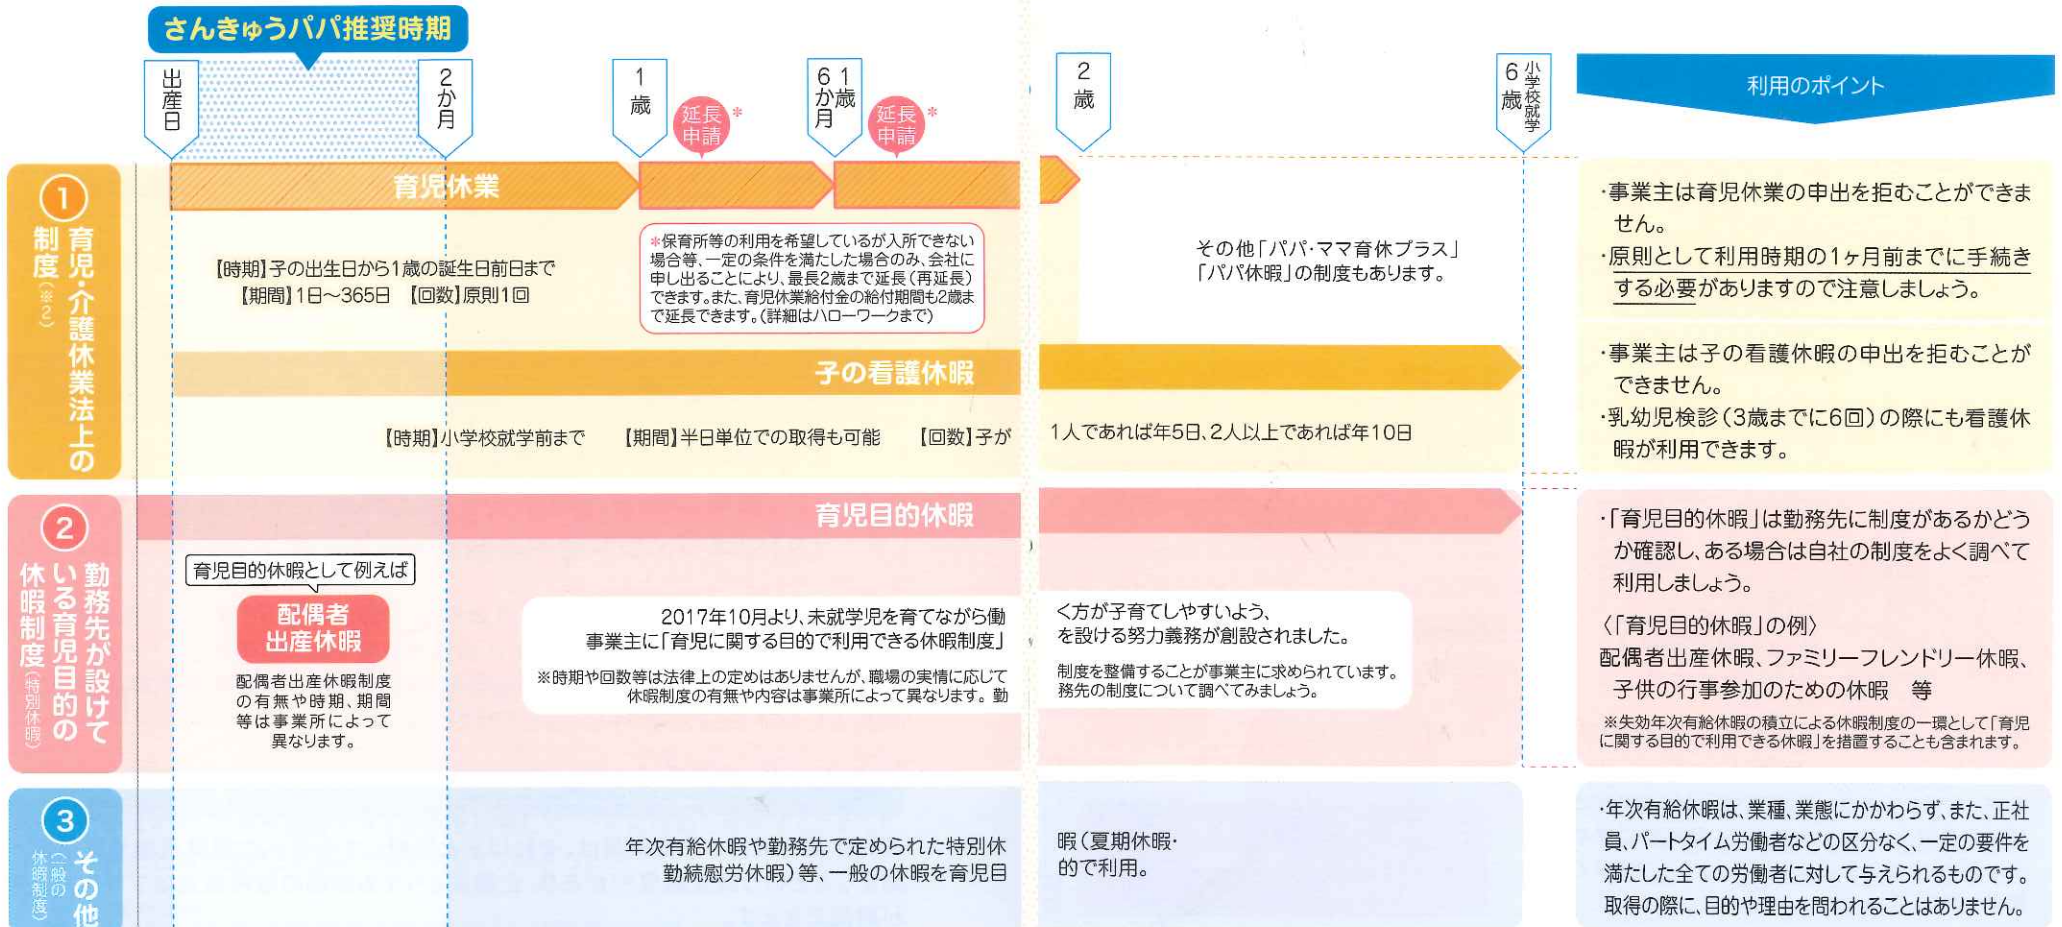 さんきゅうパパ推奨時期
出産日
2か月
1歳
延長
申請
*
1歳
6か月
延長
申請
*
2歳
小学校就学
6歳
利用のポイント
1
育児・介護休業法上の
制度(※2)
育児休業
【時期】子の出生日から1歳の誕生日前日まで
【期間】1日〜365日 【回数】原則1回
*保育所等の利用を希望しているが入所できない
場合等、一定の条件を満たした場合のみ、会社に
申し出ることにより、最長2歳まで延長(再延長)
できます。また、育児休業給付金の給付期間も2歳ま
で延長できます。(詳細はハローワークまで)
その他「パパ・ママ育休プラス」
「パパ休暇」の制度もあります。
・事業主は育児休業の申出を拒むことができま
せん。
・原則として利用時期の1ヶ月前までに手続き
する必要がありますので注意しましょう。
子の看護休暇
【時期】小学校就学前まで 【期間】半日単位での取得も可能 【回数】子が 1人であれば年5日、2人以上であれば年10日
・事業主は子の看護休暇の申出を拒むことが
できません。
・乳幼児検診(3歳までに6回)の際にも看護休
暇が利用できます。
2
勤務先が設けて
いる育児目的の
休暇制度(特別休暇)
育児目的休暇
育児目的休暇として例えば
配偶者
出産休暇
配偶者出産休暇制度
の有無や時期、期間
等は事業所によって
異なります。
2017年10月より、未就学児を育てながら働 く方が子育てしやすいよう、
事業主に「育児に関する目的で利用できる休暇制度」 を設ける努力義務が創設されました。
※時期や回数等は法律上の定めはありませんが、職場の実情に応じて 制度を整備することが事業主に求められています。
休暇制度の有無や内容は事業所によって異なります。勤 務先の制度について調べてみましょう。
・「育児目的休暇」は勤務先に制度があるかどう
か確認し、ある場合は自社の制度をよく調べて
利用しましょう。
〈「育児目的休暇」の例〉
配偶者出産休暇、ファミリーフレンドリー休暇、
子供の行事参加のための休暇 等
※失効年次有給休暇の積立による休暇制度の一環として「育児
に関する目的で利用できる休暇」を措置することも含まれます。
3
その他
(一般の
休暇制度)
年次有給休暇や勤務先で定められた特別休 暇(夏期休暇・
勤続慰労休暇)等、一般の休暇を育児目 的で利用。
・年次有給休暇は、業種、業態にかかわらず、また、正社
員、パートタイム労働者などの区分なく、一定の要件を
満たした全ての労働者に対して与えられるものです。
取得の際に、目的や理由を問われることはありません。